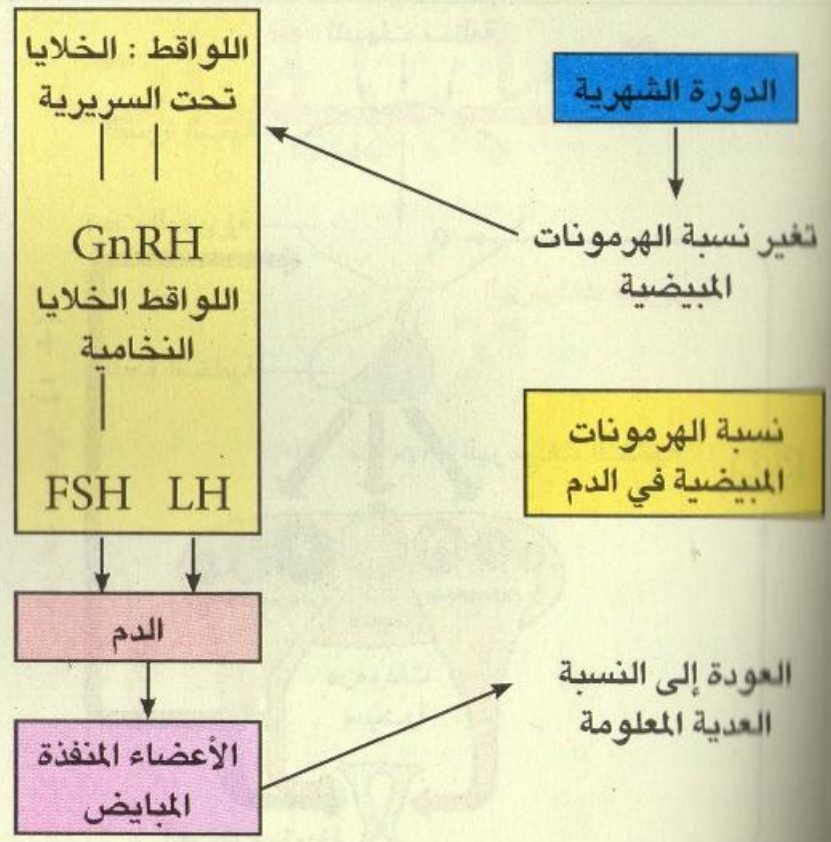 اللواقط : الخلايا
تحت السريرية
GnRH
اللواقط الخلايا
النخامية
FSH LH
الدم
الأعضاء المنفذة
المبايض
الدورة الشهرية
تغير نسبة الهرمونات
المبيضية
نسبة الهرمونات
المبيضية في الدم
العودة إلى النسبة
العدية المعلومة